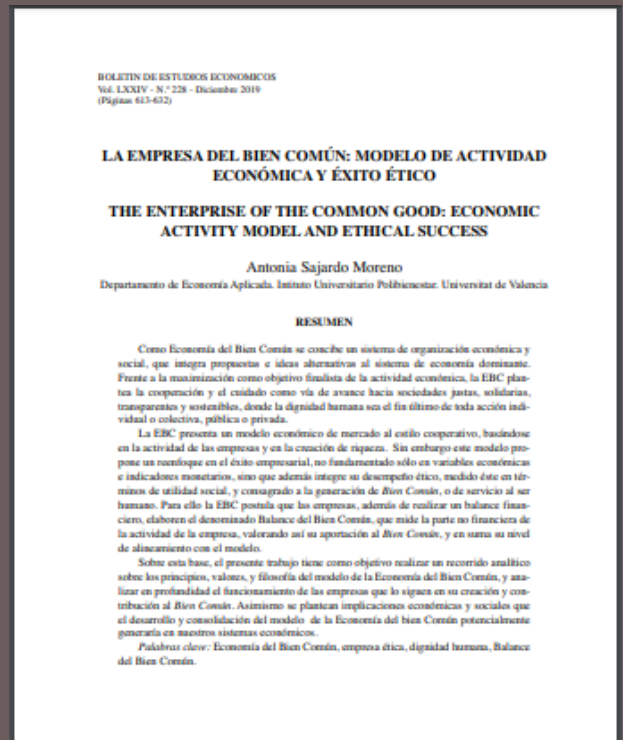 BOLETIN DE ESTUDIOS ECONOMICOS
Vol. LXXIV - N.º 228 - Diciembre 2019
(Páginas 613-632)
LA EMPRESA DEL BIEN COMÚN: MODELO DE ACTIVIDAD
ECONÓMICA Y ÉXITO ÉTICO
THE ENTERPRISE OF THE COMMON GOOD: ECONOMIC
ACTIVITY MODEL AND ETHICAL SUCCESS
Antonia Sajardo Moreno
Departamento de Economía Aplicada. Intituto Universitario Polibienestar. Universitat de Valencia
RESUMEN
Como Economía del Bien Común se concibe un sistema de organización económica y
social, que integra propuestas e ideas alternativas al sistema de economía dominante.
Frente a la maximización como objetivo finalista de la actividad económica, la EBC plan-
tea la cooperación y el cuidado como vía de avance hacia sociedades justas, solidarias,
transparentes y sostenibles, donde la dignidad humana sea el fin último de toda acción indi-
vidual o colectiva, pública o privada.
La EBC presenta un modelo económico de mercado al estilo cooperativo, basándose
en la actividad de las empresas y en la creación de riqueza. Sin embargo este modelo pro-
pone un reenfoque en el éxito empresarial, no fundamentado sólo en variables económicas
e indicadores monetarios, sino que además integre su desempeño ético, medido éste en tér-
minos de utilidad social, y consagrado a la generación de Bien Común, o de servicio al ser
humano. Para ello la EBC postula que las empresas, además de realizar un balance finan-
ciero, elaboren el denominado Balance del Bien Común, que mide la parte no financiera de
la actividad de la empresa, valorando así su aportación al Bien Común, y en suma su nivel
de alineamiento con el modelo.
Sobre esta base, el presente trabajo tiene como objetivo realizar un recorrido analítico
sobre los principios, valores, y filosofía del modelo de la Economía del Bien Común, y ana-
lizar en profundidad el funcionamiento de las empresas que lo siguen en su creación y con-
tribución al Bien Común. Asimismo se plantean implicaciones económicas y sociales que
el desarrollo y consolidación del modelo de la Economía del bien Común potencialmente
generaría en nuestros sistemas económicos.
Palabras clave: Economía del Bien Común, empresa ética, dignidad humana, Balance
del Bien Común.